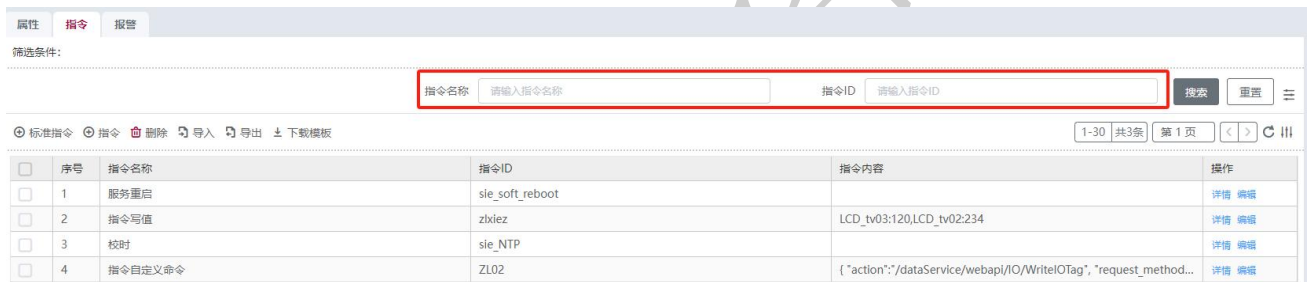 属性 指令 报警
筛选条件:
指令名称 请输入指令名称 指令ID 请输入指令ID 搜索 重置
标准指令 指令 删除 导入 导出 下载模板 1-30 共3条 第 1 页
序号 指令名称 指令ID 指令内容 操作
1 服务重启 sie_soft_reboot 详情 编辑
2 指令写值 zlxiez LCD_tv03:120,LCD_tv02:234 详情 编辑
3 校时 sie_NTP 详情 编辑
4 指令自定义命令 ZL02 { "action":"/dataService/webapi/IO/WriteIOTag", "request_method... 详情 编辑